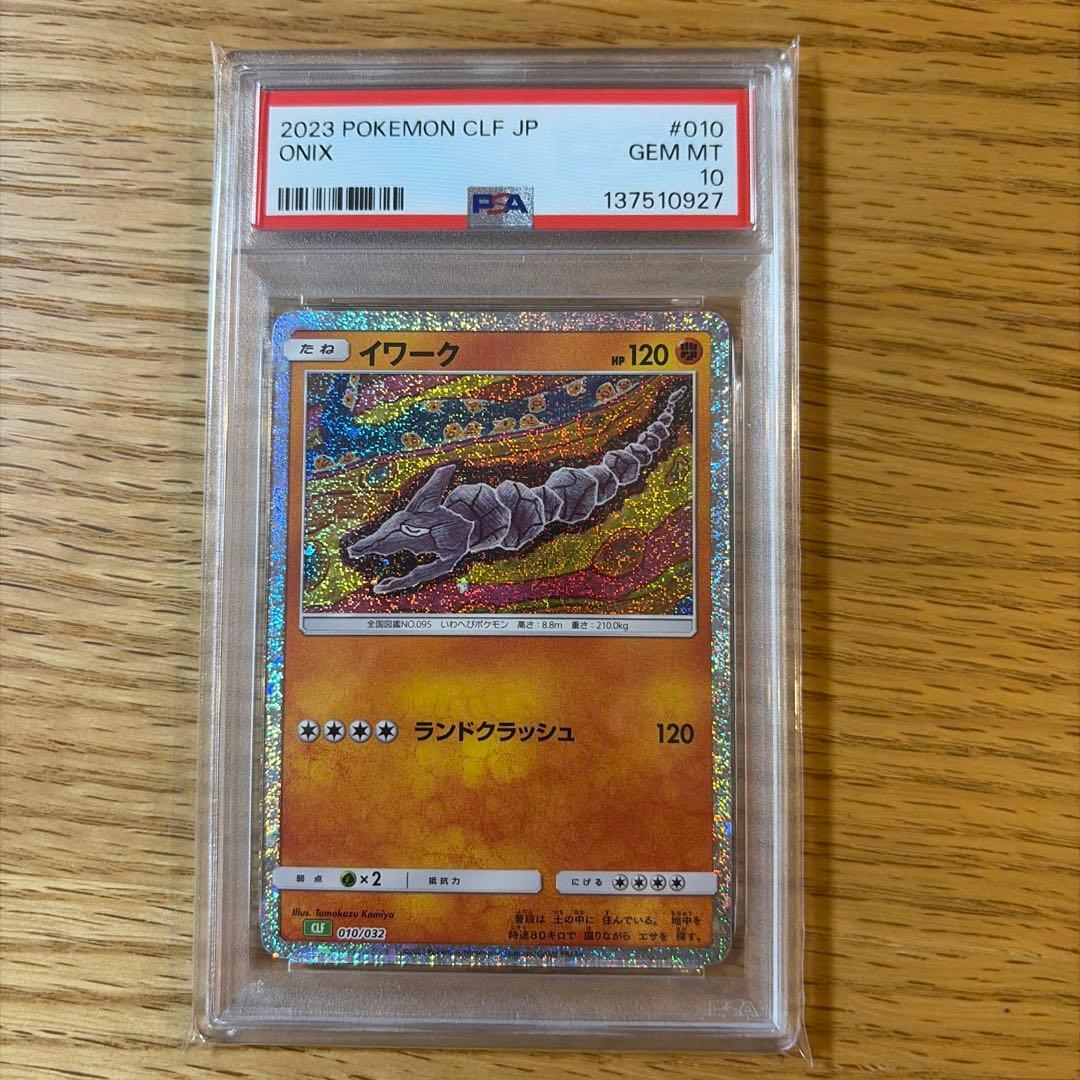 2023 POKEMON CLF JP #010
ONIX GEM MT
10
PSA 137510927
たね イワーク HP 120
全国図鑑NO.095 いわへびポケモン 高さ:8.8m 重さ:210.0kg
ランドクラッシュ 120
弱点 ×2 抵抗力 にげる
Illus. Tomokazu Komiya
普段は 土の中に 住んでいる。 地中を
CLF 010/032 時速80キロで 掘りながら エサを 探す。
PSA